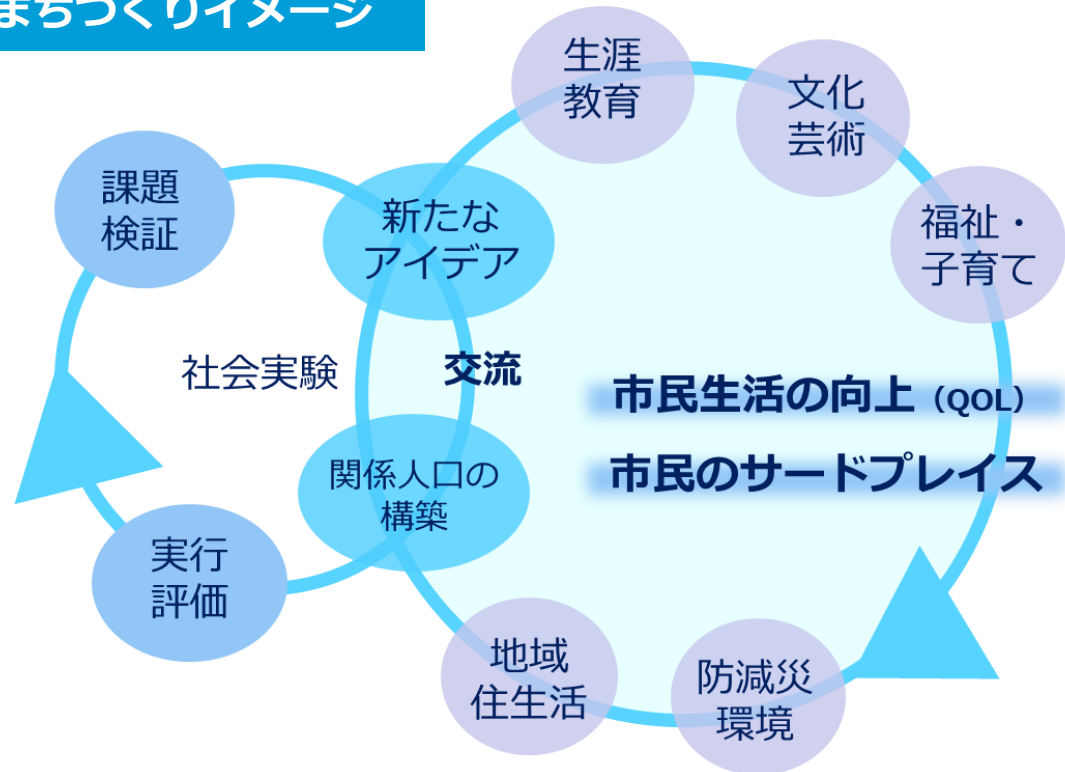 まちづくりイメージ
生涯
教育
文化
芸術
福祉・
子育て
課題
検証
新たな
アイデア
社会実験
交流
市民生活の向上（QOL）
市民のサードプレイス
関係人口の
構築
実行
評価
地域
住生活
防減災
環境